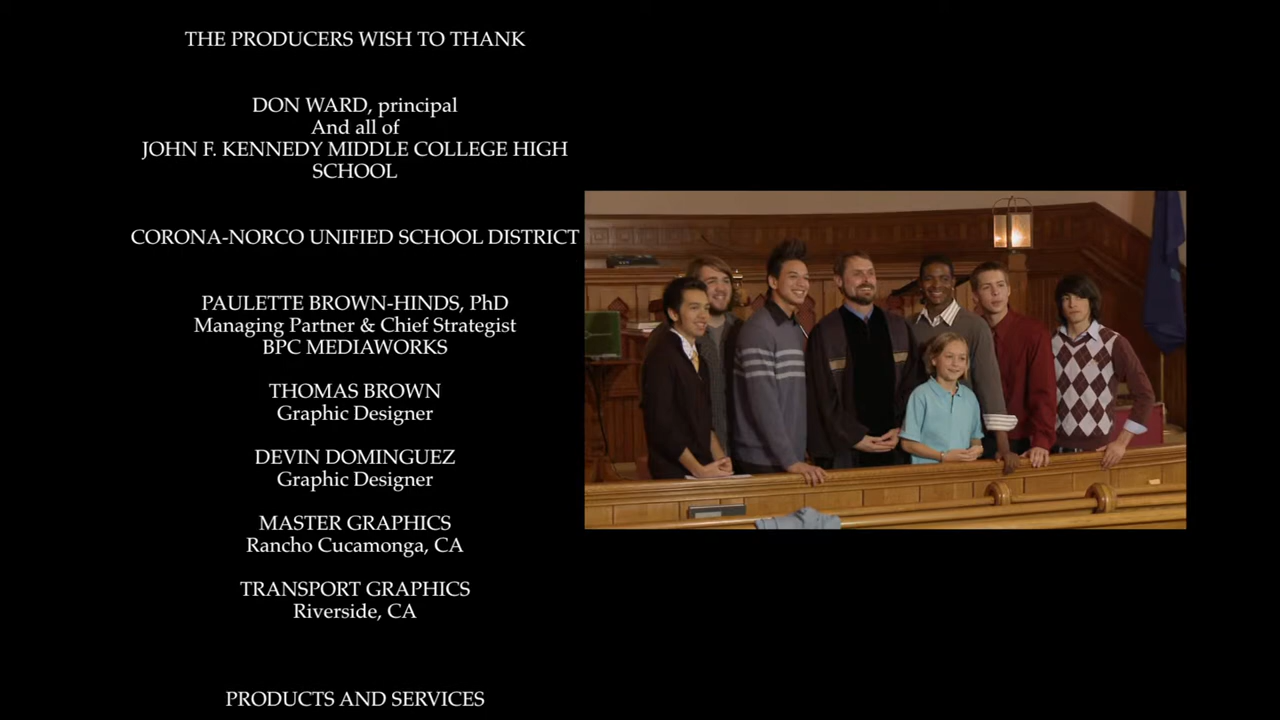 THE PRODUCERS WISH TO THANK
DON WARD, principal
And all of
JOHN F. KENNEDY MIDDLE COLLEGE HIGH
SCHOOL
CORONA-NORCO UNIFIED SCHOOL DISTRICT
PAULETTE BROWN-HINDS, PhD
Managing Partner & Chief Strategist
BPC MEDIAWORKS
THOMAS BROWN
Graphic Designer
DEVIN DOMINGUEZ
Graphic Designer
MASTER GRAPHICS
Rancho Cucamonga, CA
TRANSPORT GRAPHICS
Riverside, CA
PRODUCTS AND SERVICES